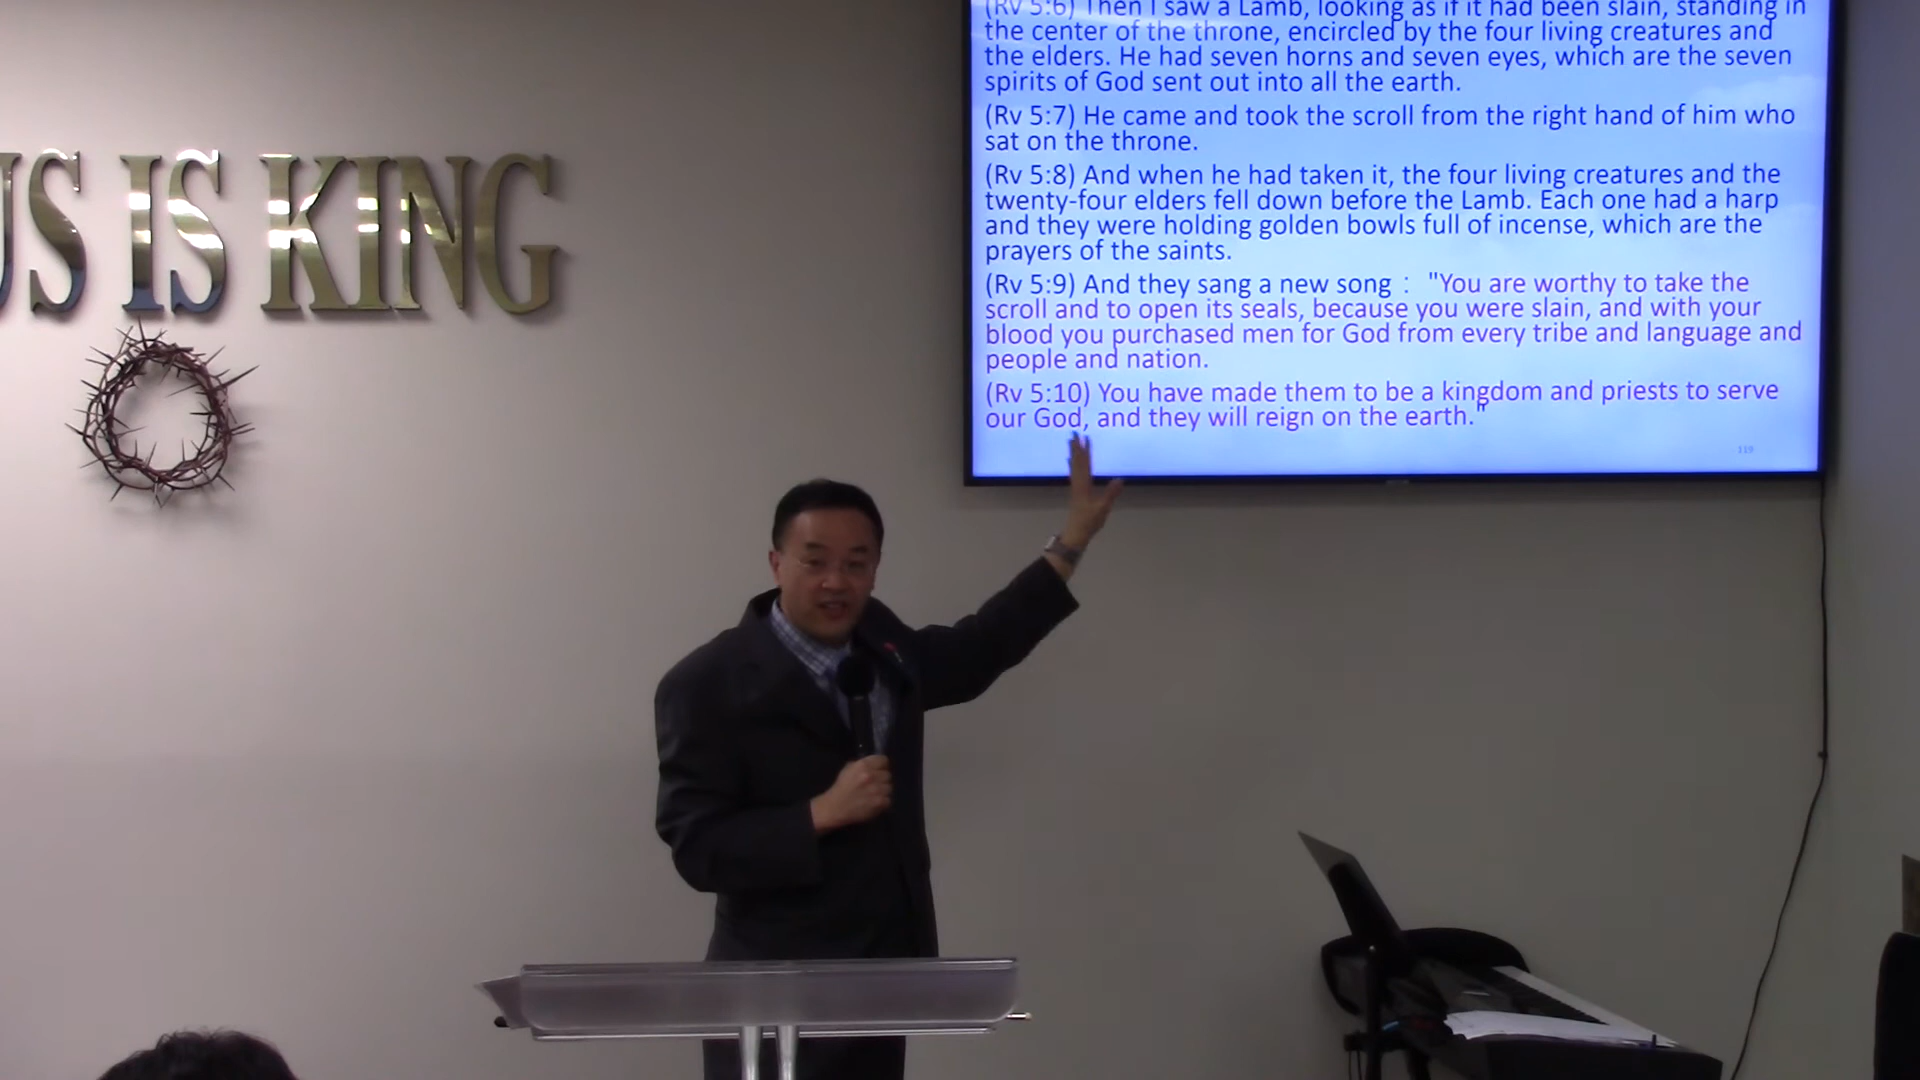 US IS KING
(Rv 5:6) Then I saw a Lamb, looking as if it had been slain, standing in
the center of the throne, encircled by the four living creatures and
the elders. He had seven horns and seven eyes, which are the seven
spirits of God sent out into all the earth.
(Rv 5:7) He came and took the scroll from the right hand of him who
sat on the throne.
(Rv 5:8) And when he had taken it, the four living creatures and the
twenty-four elders fell down before the Lamb. Each one had a harp
and they were holding golden bowls full of incense, which are the
prayers of the saints.
(Rv 5:9) And they sang a new song： "You are worthy to take the
scroll and to open its seals, because you were slain, and with your
blood you purchased men for God from every tribe and language and
people and nation.
(Rv 5:10) You have made them to be a kingdom and priests to serve
our God, and they will reign on the earth."
119